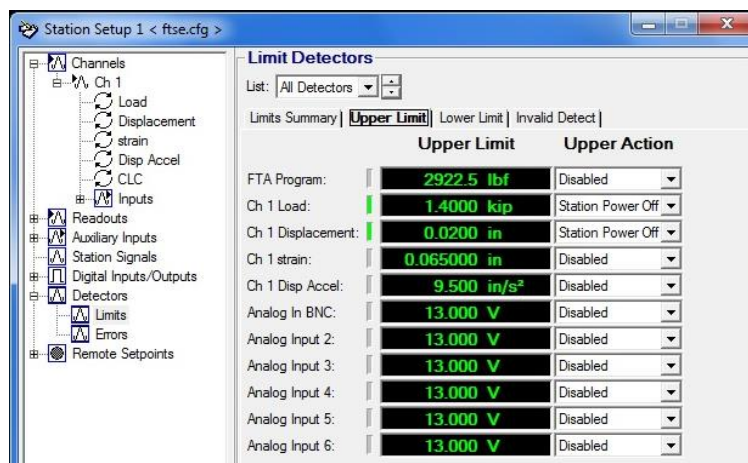 Station Setup 1 < ftse.cfg >
Channels
Ch 1
Load
Displacement
strain
Disp Accel
CLC
Inputs
Readouts
Auxiliary Inputs
Station Signals
Digital Inputs/Outputs
Detectors
Limits
Errors
Remote Setpoints
Limit Detectors
List: All Detectors
Limits Summary Upper Limit Lower Limit Invalid Detect
Upper Limit Upper Action
FTA Program: 2922.5 lbf Disabled
Ch 1 Load: 1.4000 kip Station Power Off
Ch 1 Displacement: 0.0200 in Station Power Off
Ch 1 strain: 0.065000 in Disabled
Ch 1 Disp Accel: 9.500 in/s² Disabled
Analog In BNC: 13.000 V Disabled
Analog Input 2: 13.000 V Disabled
Analog Input 3: 13.000 V Disabled
Analog Input 4: 13.000 V Disabled
Analog Input 5: 13.000 V Disabled
Analog Input 6: 13.000 V Disabled